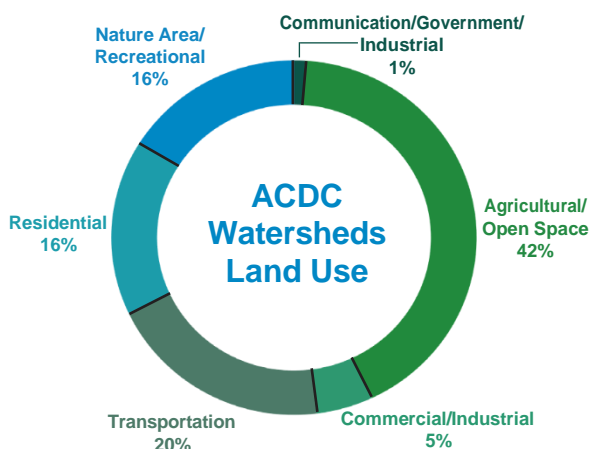 Nature Area/
Recreational
16%
Communication/Government/
Industrial
1%
ACDC
Watersheds
Land Use
Agricultural/
Open Space
42%
Residential
16%
Transportation
20%
Commercial/Industrial
5%